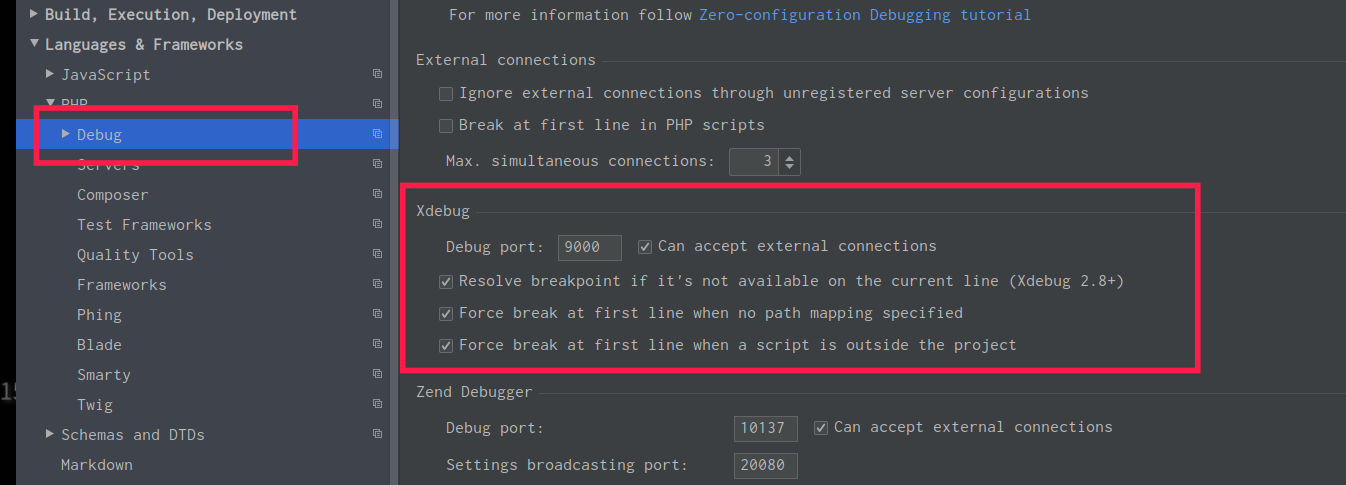 Build, Execution, Deployment
Languages & Frameworks
JavaScript
PHP
Debug
Servers
Composer
Test Frameworks
Quality Tools
Frameworks
Phing
Blade
Smarty
Twig
Schemas and DTDs
Markdown
15
For more information follow Zero-configuration Debugging tutorial
External connections
Ignore external connections through unregistered server configurations
Break at first line in PHP scripts
Max. simultaneous connections: 3
Xdebug
Debug port: 9000 Can accept external connections
Resolve breakpoint if it's not available on the current line (Xdebug 2.8+)
Force break at first line when no path mapping specified
Force break at first line when a script is outside the project
Zend Debugger
Debug port: 10137 Can accept external connections
Settings broadcasting port: 20080